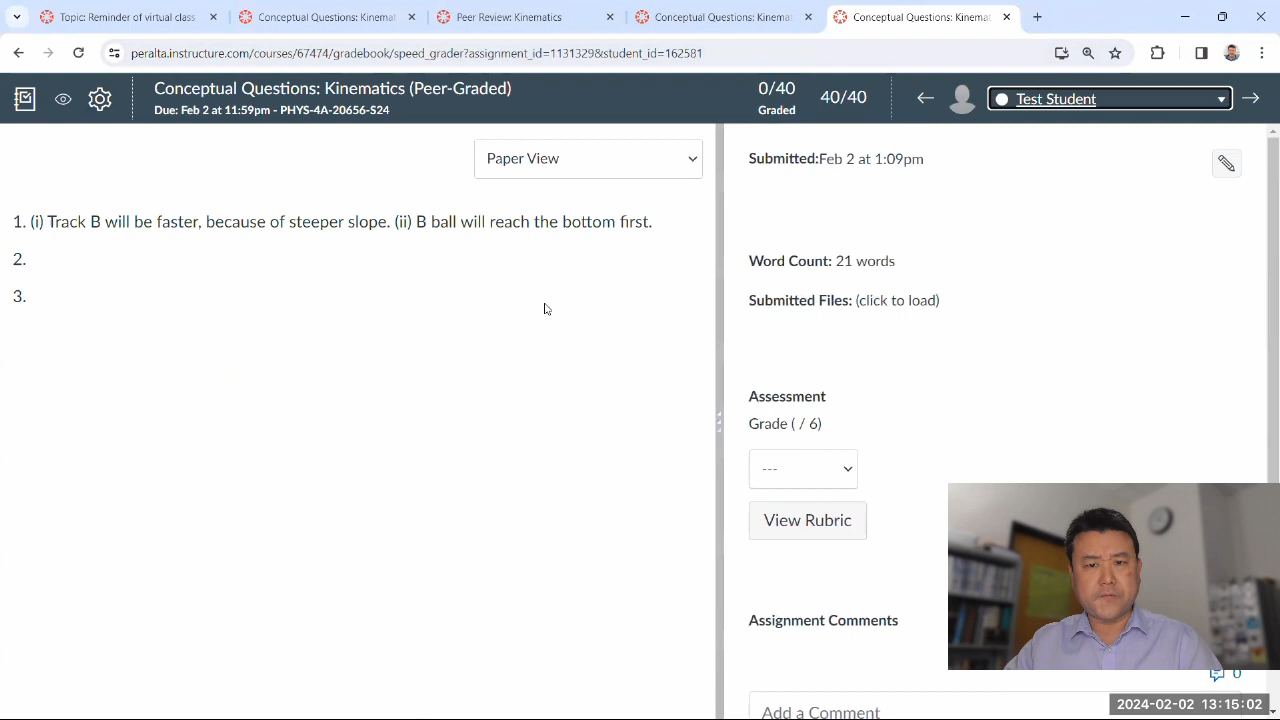 Topic: Reminder of virtual class
Conceptual Questions: Kinemat
Peer Review: Kinematics
Conceptual Questions: Kinemat
Conceptual Questions: Kinemat
peralta.instructure.com/courses/67474/gradebook/speed_grader?assignment_id=1131329&student_id=162581
Conceptual Questions: Kinematics (Peer-Graded)
Due: Feb 2 at 11:59pm - PHYS-4A-20656-S24
0/40
Graded
40/40
Test Student
Paper View
1. (i) Track B will be faster, because of steeper slope. (ii) B ball will reach the bottom first.
2.
3.
Submitted:Feb 2 at 1:09pm
Word Count: 21 words
Submitted Files: (click to load)
Assessment
Grade ( / 6)
---
View Rubric
Assignment Comments
0
Add a Comment
2024-02-02 13:15:02